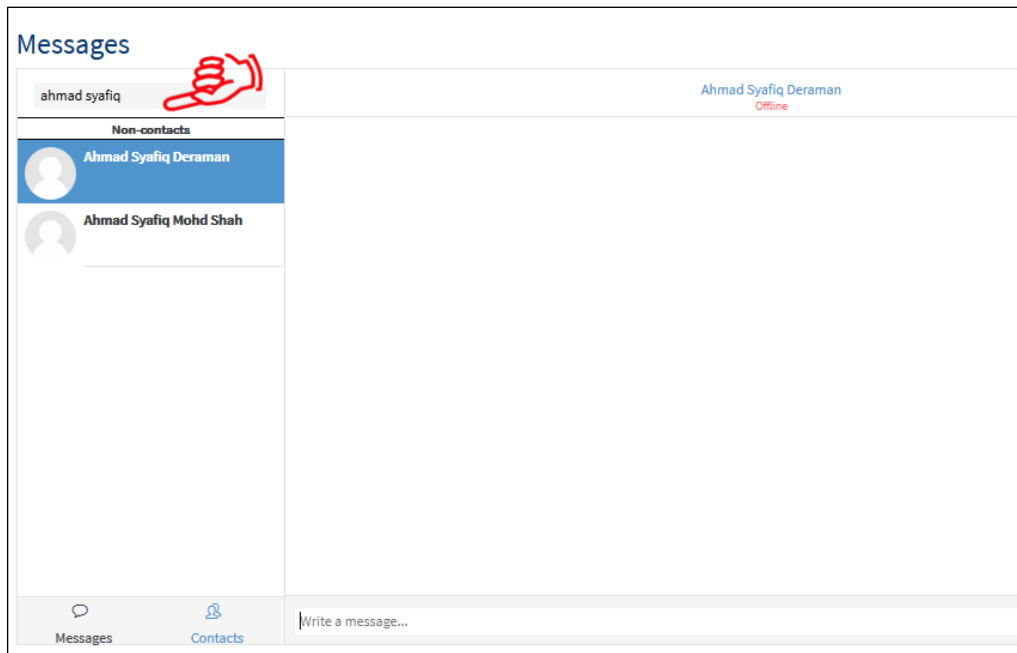 Messages
ahmad syafiq
Non-contacts
Ahmad Syafiq Deraman
Ahmad Syafiq Mohd Shah
Messages
Contacts
Ahmad Syafiq Deraman
Offline
Write a message...